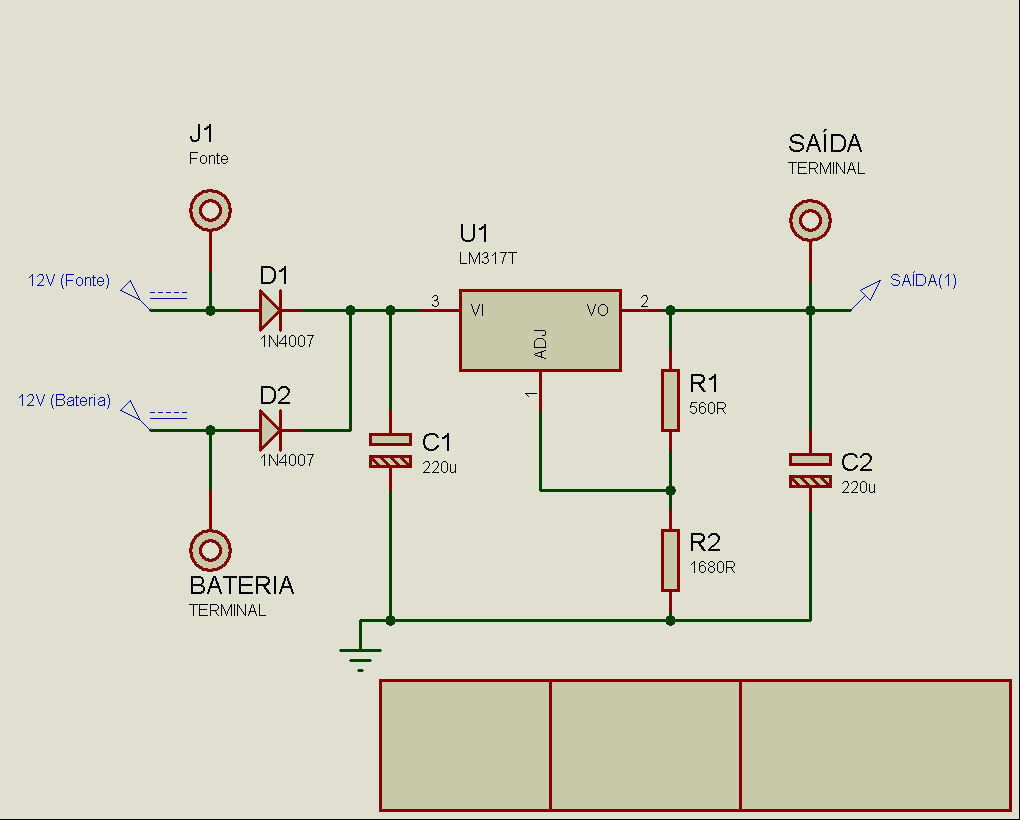 J1
Fonte
SAÍDA
TERMINAL
U1
LM317T
12V (Fonte)
D1
1N4007
3
VI
VO
2
SAÍDA(1)
ADJ
1
12V (Bateria)
D2
1N4007
R1
560R
C1
220u
C2
220u
R2
1680R
BATERIA
TERMINAL